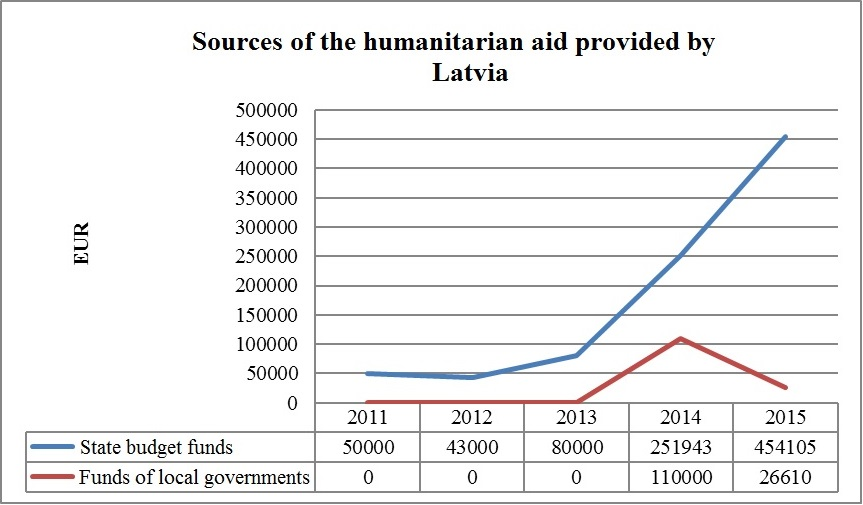 Sources of the humanitarian aid provided by
Latvia
EUR
500000
450000
400000
350000
300000
250000
200000
150000
100000
50000
0
2011 2012 2013 2014 2015
State budget funds 50000 43000 80000 251943 454105
Funds of local governments 0 0 0 110000 26610